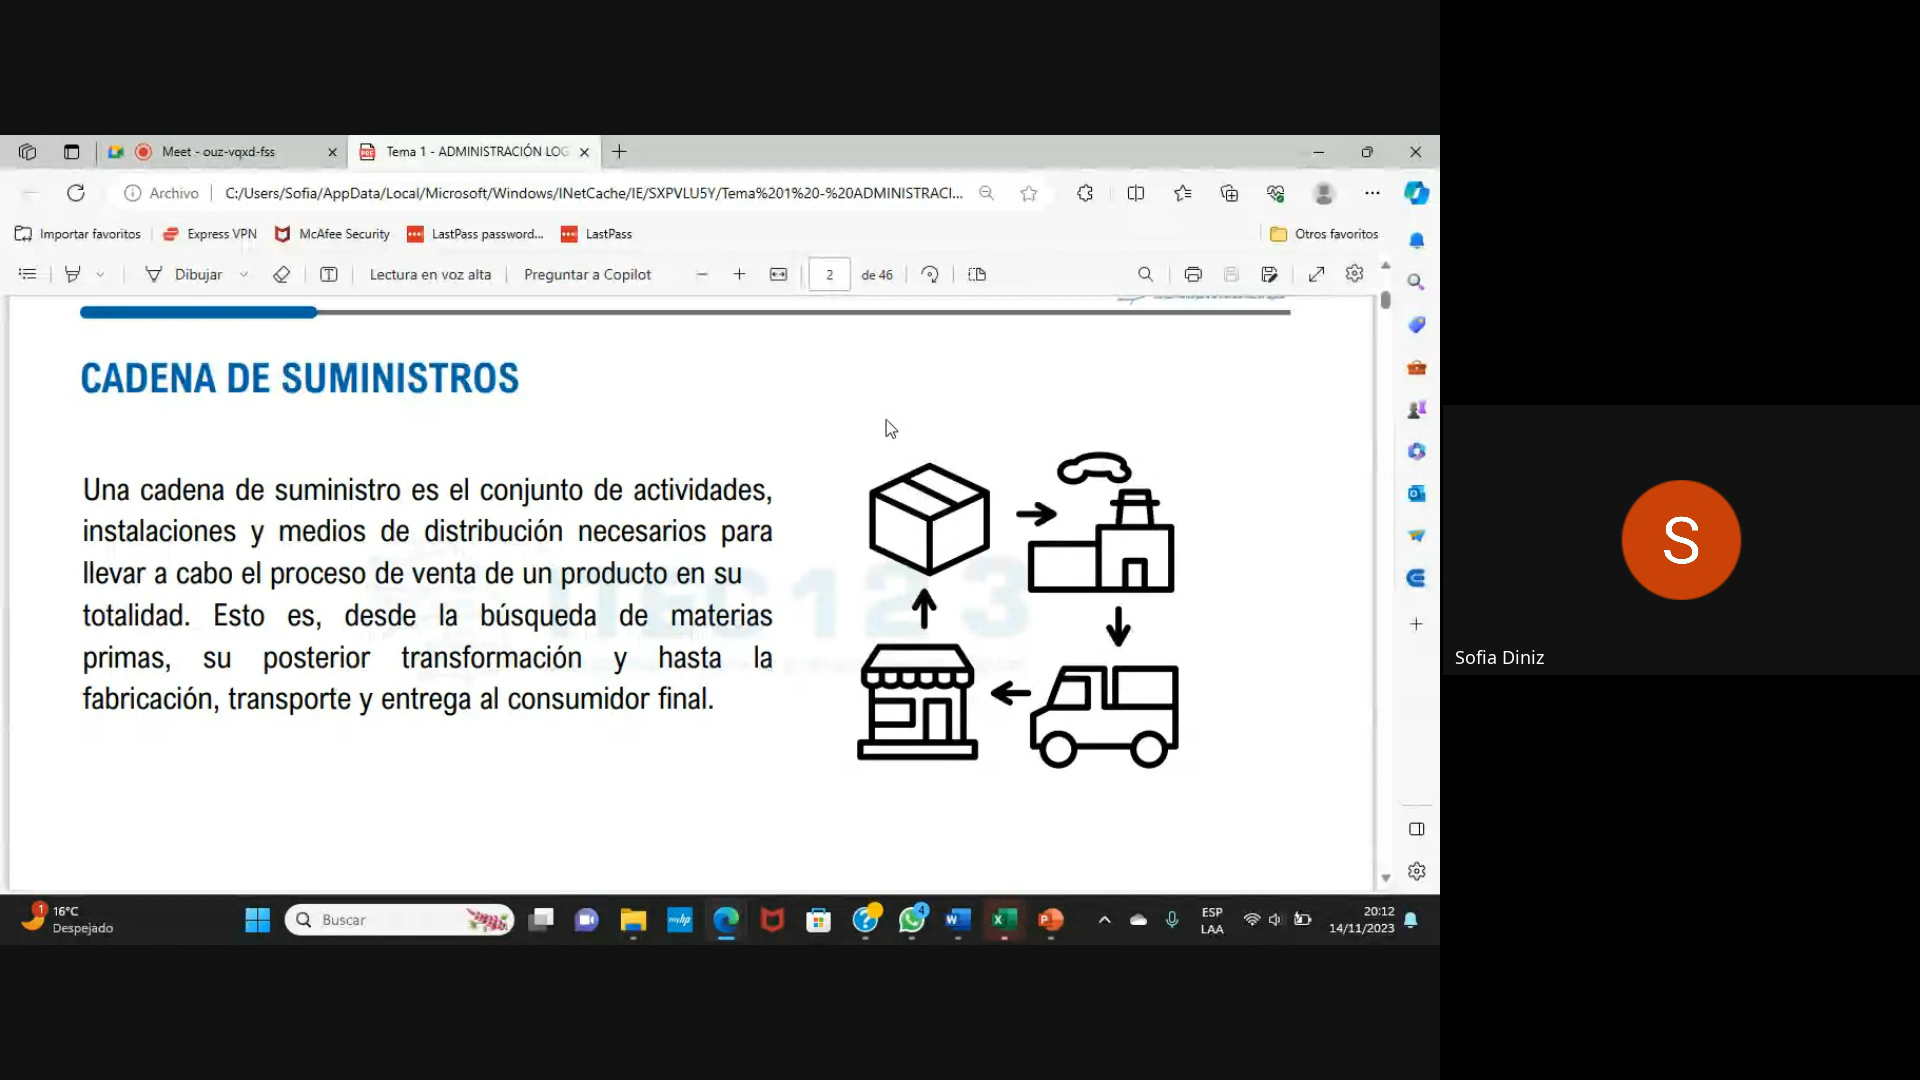 Meet - ouz-vqxd-fss
Tema 1 - ADMINISTRACIÓN LOG
Archivo
C:/Users/Sofia/AppData/Local/Microsoft/Windows/INetCache/IE/SXPVLU5Y/Tema%201%20-%20ADMINISTRACI...
Importar favoritos
Express VPN
McAfee Security
LastPass password...
LastPass
Otros favoritos
Dibujar
Lectura en voz alta
Preguntar a Copilot
2
de 46
CADENA DE SUMINISTROS
Una cadena de suministro es el conjunto de actividades,
instalaciones y medios de distribución necesarios para
llevar a cabo el proceso de venta de un producto en su
totalidad. Esto es, desde la búsqueda de materias
primas, su posterior transformación y hasta la
fabricación, transporte y entrega al consumidor final.
ITEC123
S
Sofia Diniz
1
16°C
Despejado
Buscar
myhp
4
ESP
LAA
20:12
14/11/2023